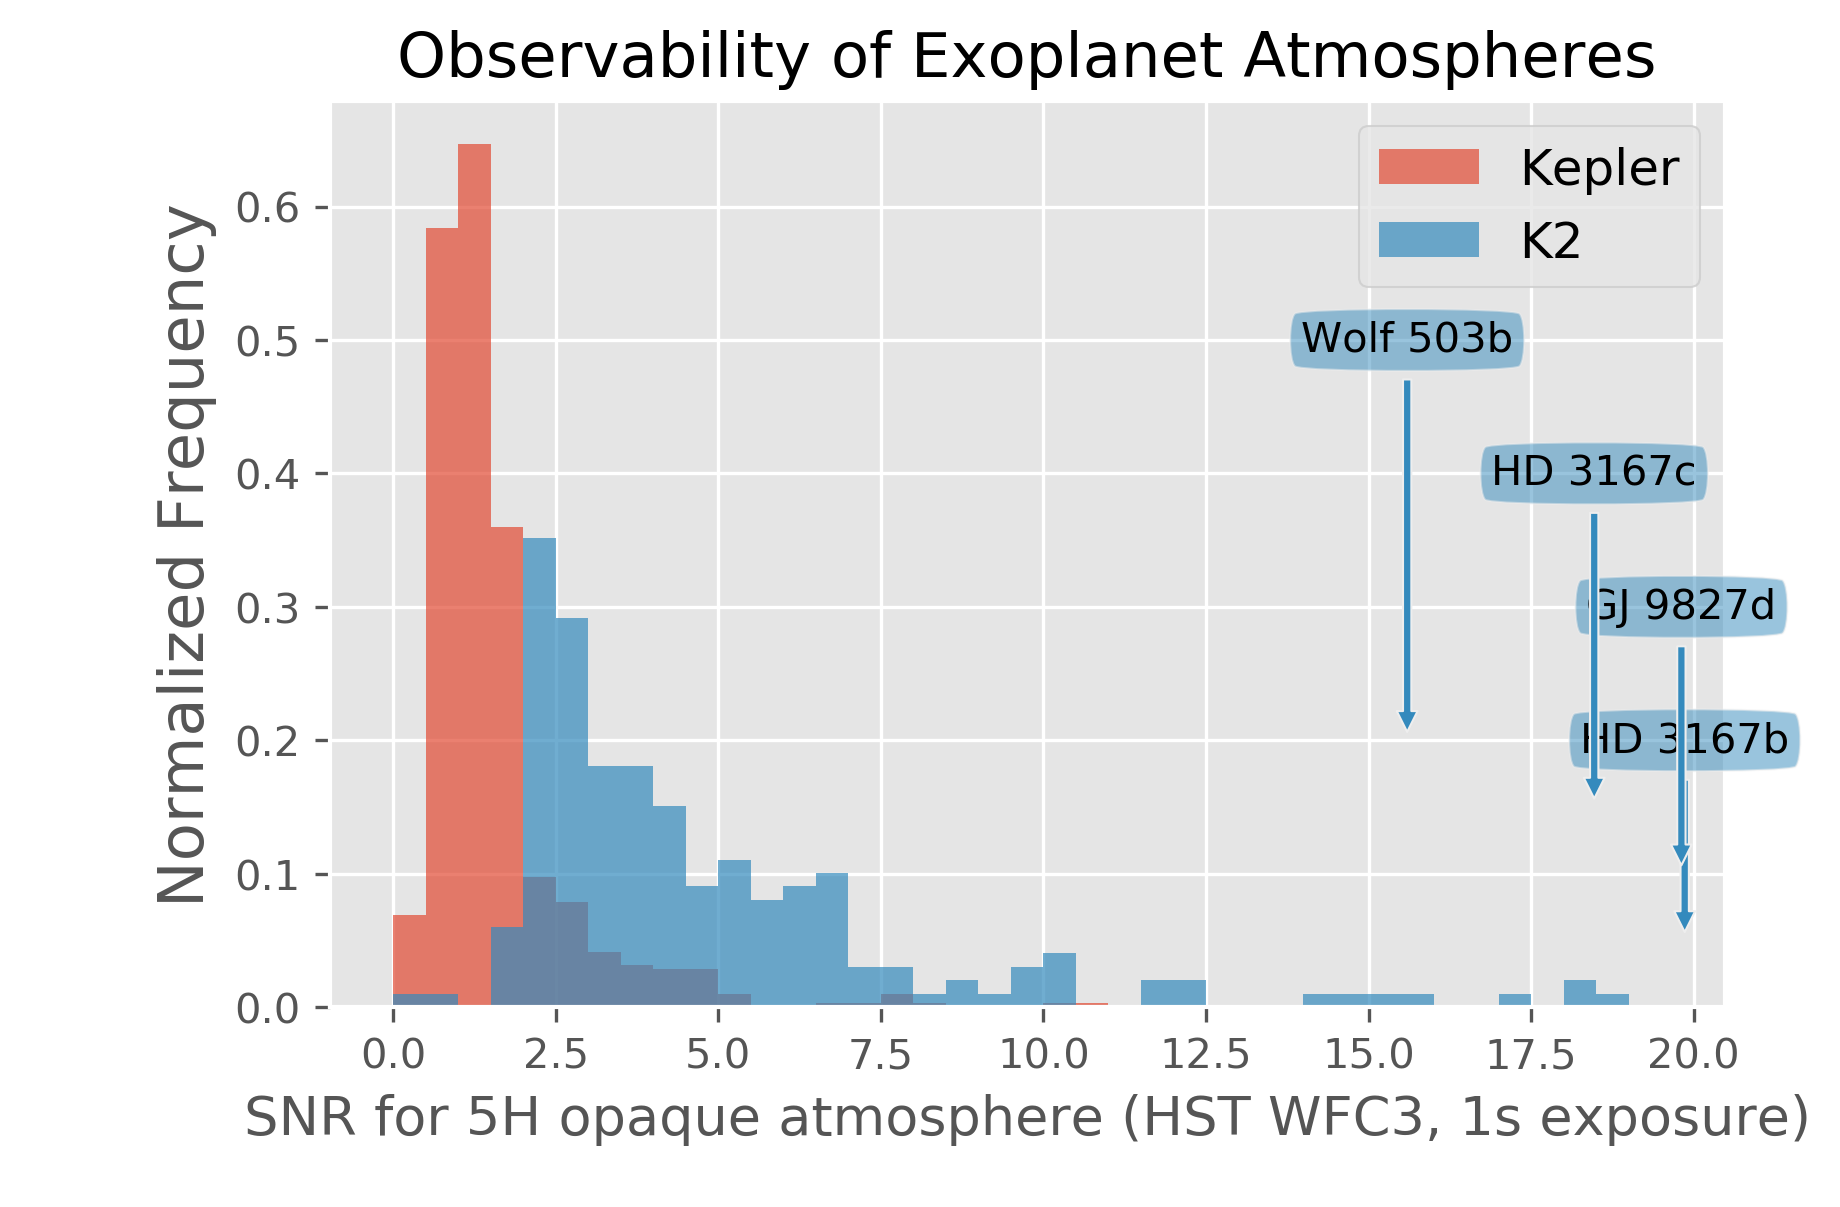 Observability of Exoplanet Atmospheres
Kepler
K2
Wolf 503b
HD 3167c
GJ 9827d
HD 3167b
Normalized Frequency
0.6
0.5
0.4
0.3
0.2
0.1
0.0
0.0 2.5 5.0 7.5 10.0 12.5 15.0 17.5 20.0
SNR for 5H opaque atmosphere (HST WFC3, 1s exposure)